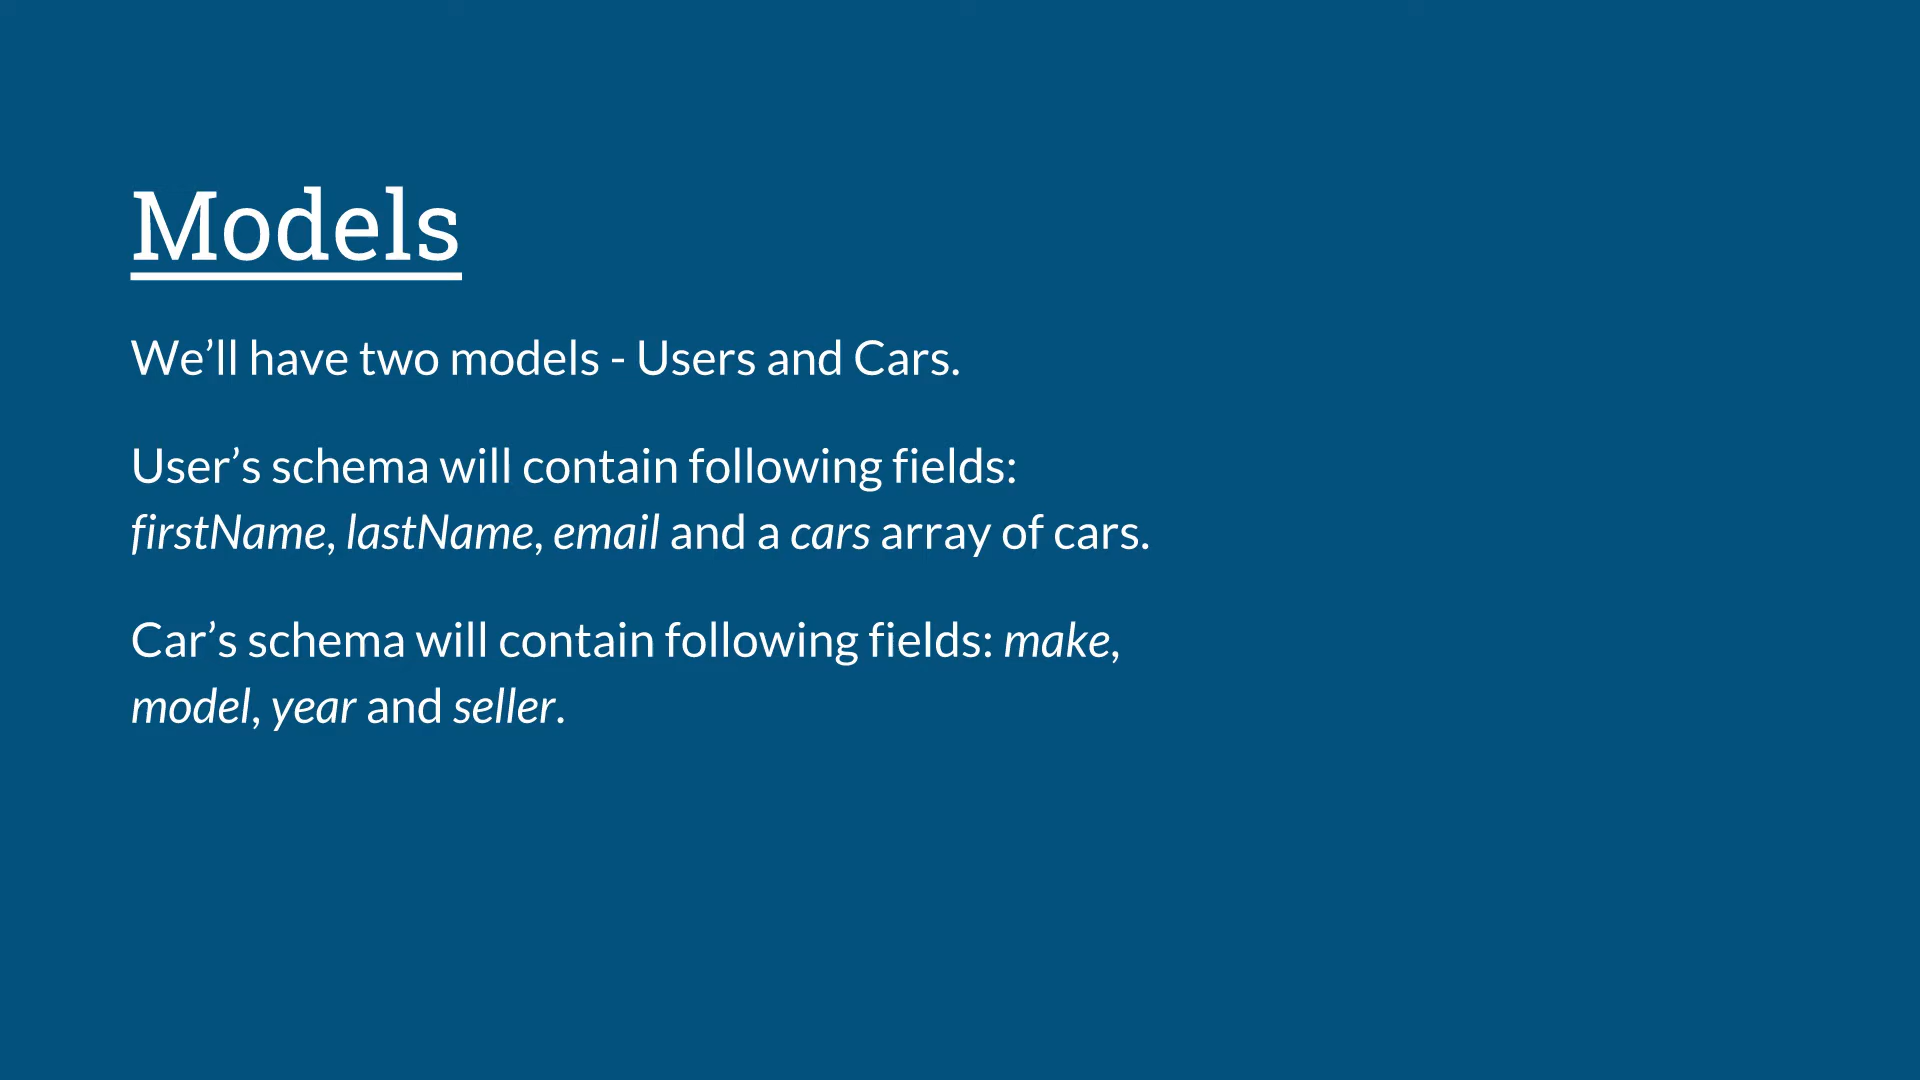 Models
We’ll have two models - Users and Cars.
User’s schema will contain following fields:
firstName, lastName, email and a cars array of cars.
Car’s schema will contain following fields: make,
model, year and seller.